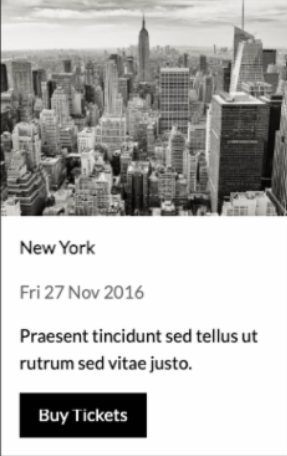 New York
Fri 27 Nov 2016
Praesent tincidunt sed tellus ut
rutrum sed vitae justo.
Buy Tickets